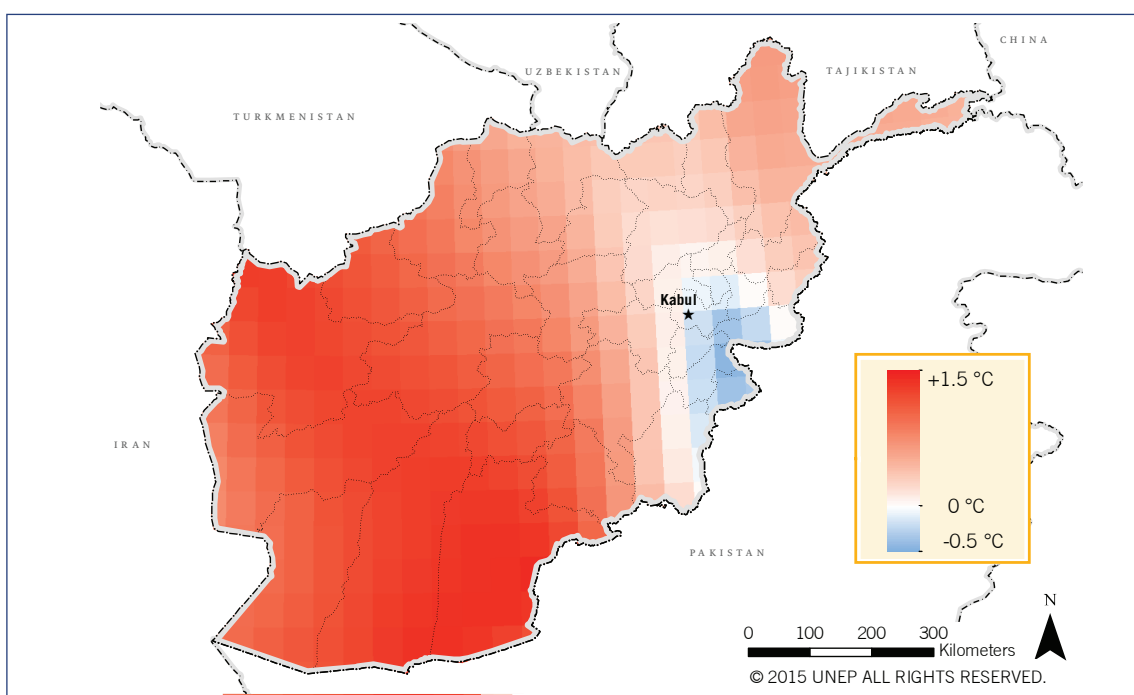 CHINA
UZBEKISTAN
TAJIKISTAN
TURKMENISTAN
Kabul
+1.5 °C
IRAN
0 °C
-0.5 °C
PAKISTAN
N
0 100 200 300
Kilometers
© 2015 UNEP ALL RIGHTS RESERVED.